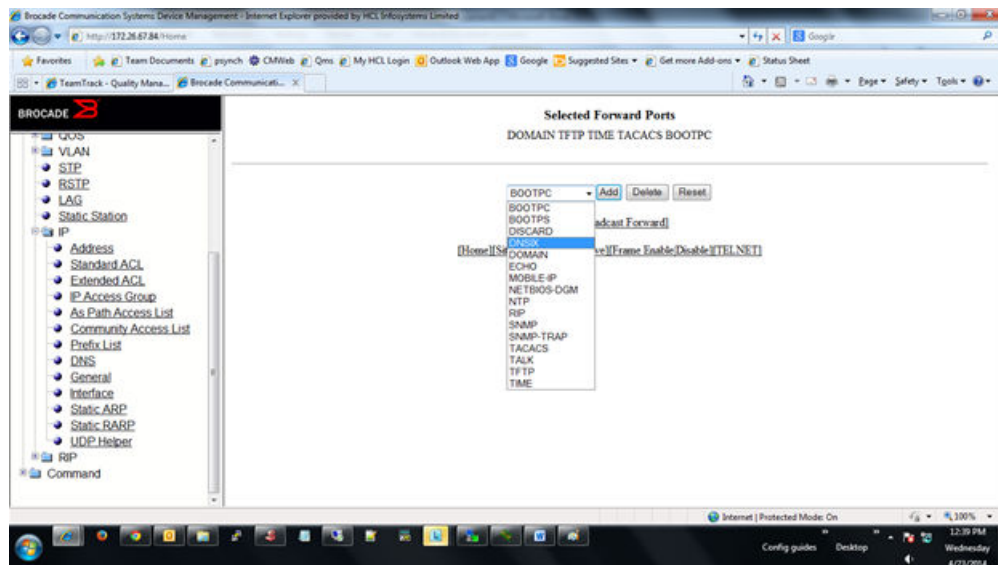 Brocade Communication Systems Device Management - Internet Explorer provided by HCL Infosystems Limited
http://172.26.67.84/Home
Google
Favorites Team Documents psynch CMWeb Qms My HCL Login Outlook Web App Google Suggested Sites Get more Add-ons Status Sheet
TeamTrack - Quality Mana... Brocade Communicati... X
Page Safety Tools
BROCADE
QOS
VLAN
STP
RSTP
LAG
Static Station
IP
Address
Standard ACL
Extended ACL
IP Access Group
As Path Access List
Community Access List
Prefix List
DNS
General
Interface
Static ARP
Static RARP
UDP Helper
RIP
Command
Selected Forward Ports
DOMAIN TFTP TIME TACACS BOOTPC
BOOTPC Add Delete Reset
BOOTPC
BOOTPS
DISCARD
DNSIX
DOMAIN
ECHO
MOBILE-IP
NETBIOS-DGM
NTP
RIP
SNMP
SNMP-TRAP
TACACS
TALK
TFTP
TIME
adcast Forward]
[Home][Si ve][Frame Enable|Disable][TELNET]
Internet | Protected Mode: On 100%
Config guides Desktop
12:39 PM
Wednesday
4/23/2014